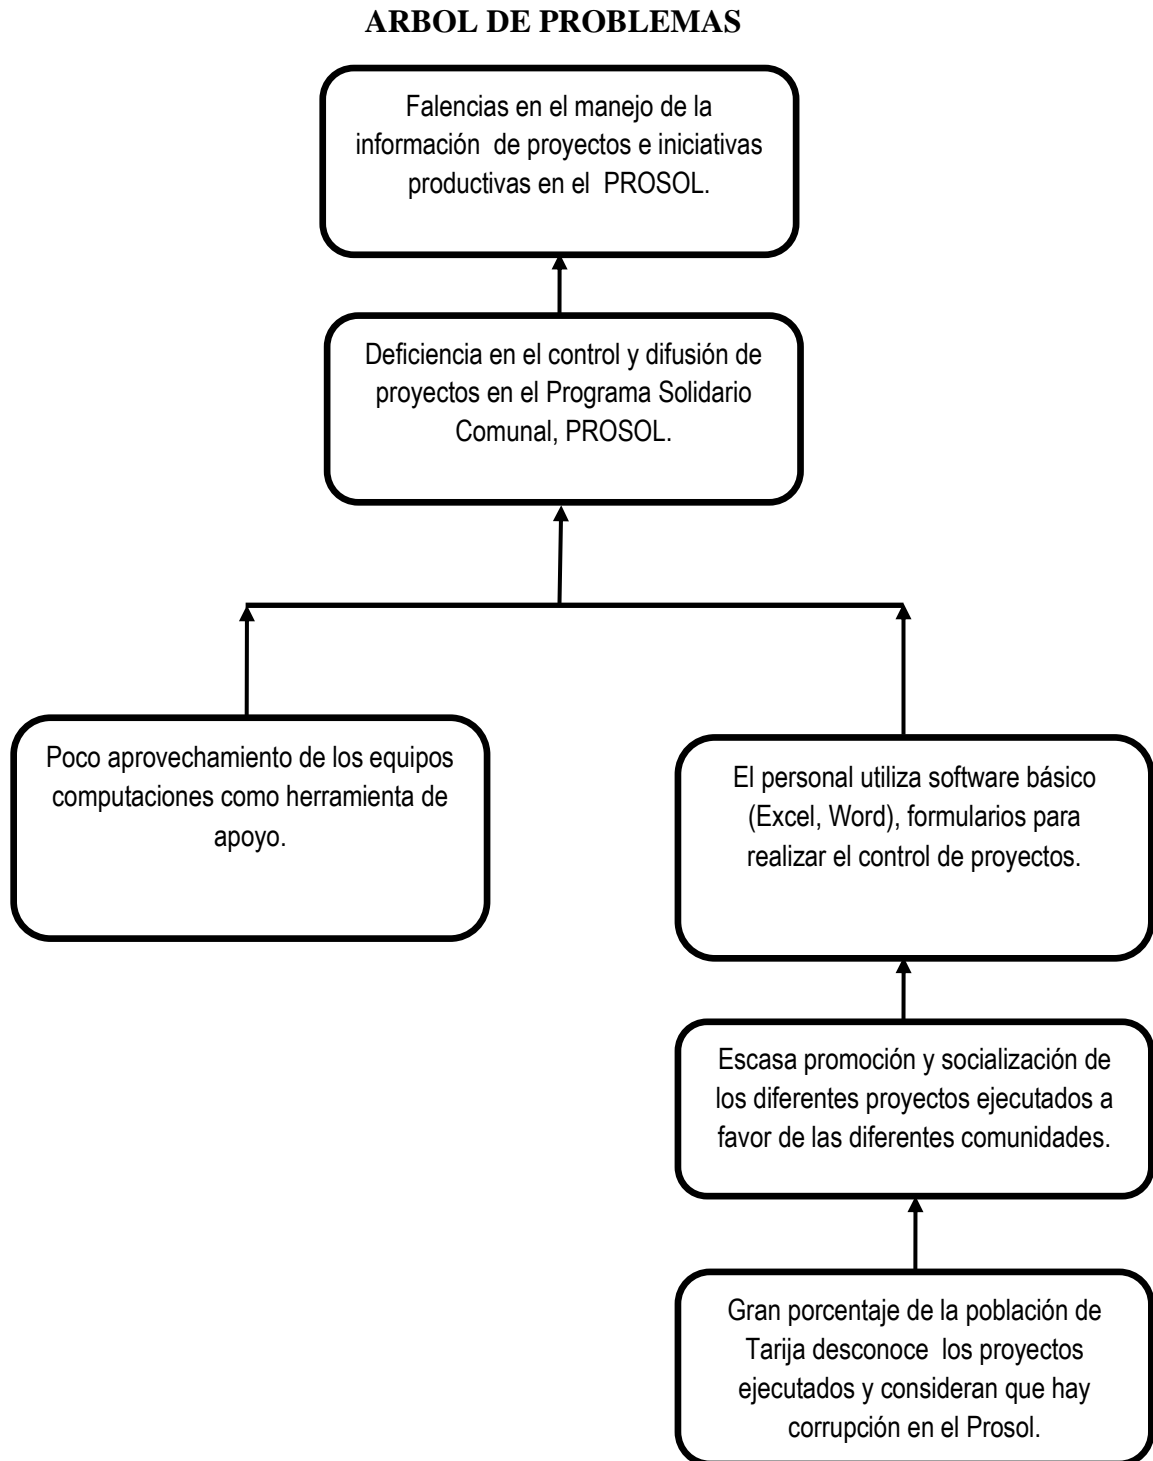 ARBOL DE PROBLEMAS
Falencias en el manejo de la
información de proyectos e iniciativas
productivas en el PROSOL.
Deficiencia en el control y difusión de
proyectos en el Programa Solidario
Comunal, PROSOL.
Poco aprovechamiento de los equipos
computaciones como herramienta de
apoyo.
El personal utiliza software básico
(Excel, Word), formularios para
realizar el control de proyectos.
Escasa promoción y socialización de
los diferentes proyectos ejecutados a
favor de las diferentes comunidades.
Gran porcentaje de la población de
Tarija desconoce los proyectos
ejecutados y consideran que hay
corrupción en el Prosol.